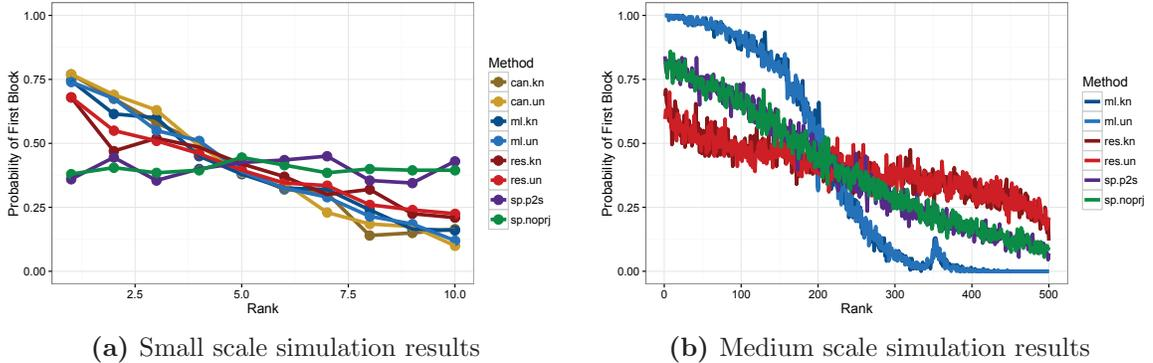 1.00
0.75
0.50
0.25
0.00
Probability of First Block
2.5 5.0 7.5 10.0
Rank
Method
can.kn
can.un
ml.kn
ml.un
res.kn
res.un
sp.p2s
sp.noprj
(a) Small scale simulation results
1.00
0.75
0.50
0.25
0.00
Probability of First Block
0 100 200 300 400 500
Rank
Method
ml.kn
ml.un
res.kn
res.un
sp.p2s
sp.noprj
(b) Medium scale simulation results